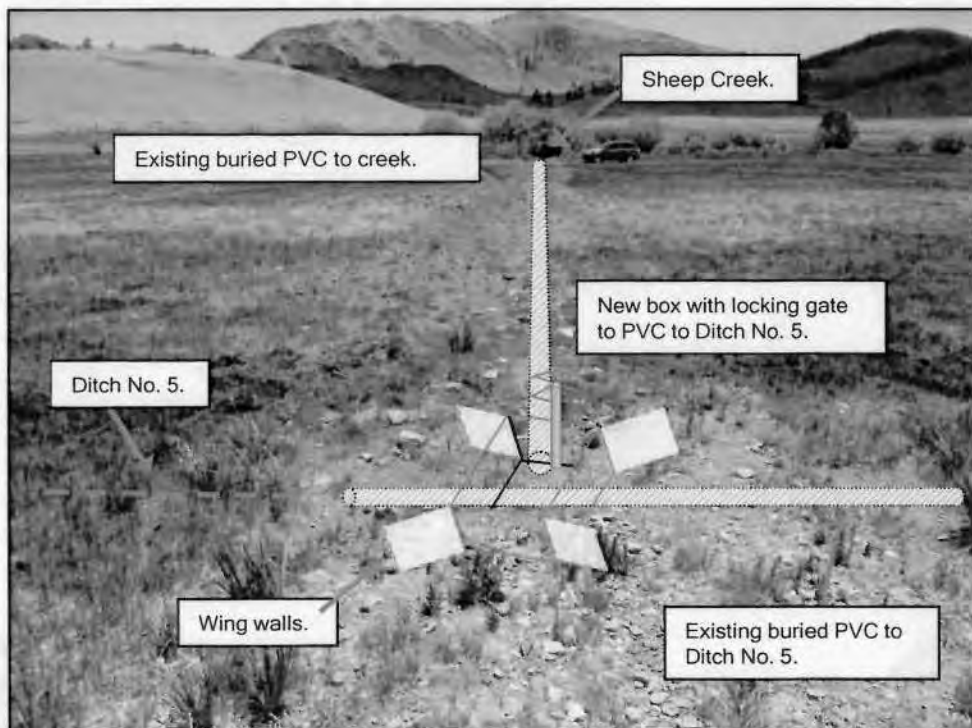 Sheep Creek.
Existing buried PVC to creek.
New box with locking gate
to PVC to Ditch No. 5.
Ditch No. 5.
Wing walls.
Existing buried PVC to
Ditch No. 5.